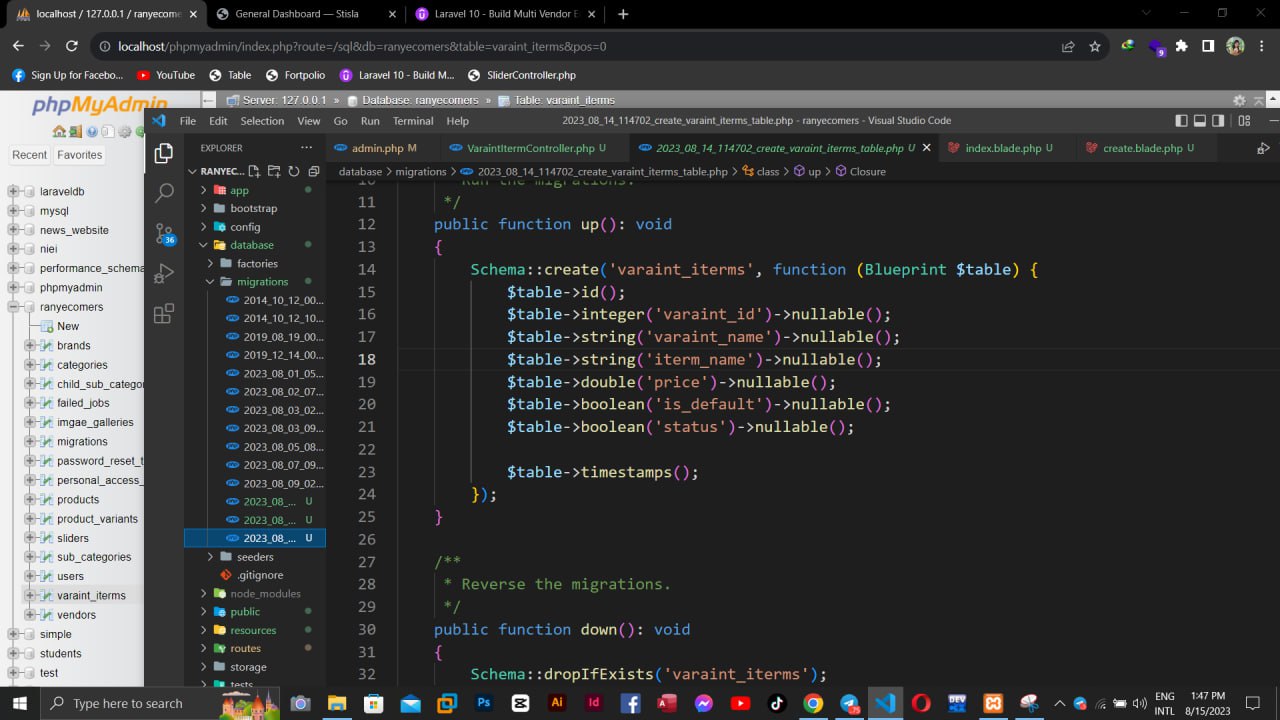 localhost / 127.0.0.1 / ranyecome
General Dashboard — Stisla
Laravel 10 - Build Multi Vendor E
localhost/phpmyadmin/index.php?route=/sql&db=ranyecomers&table=varaint_iterms&pos=0
9
Sign Up for Facebo...
YouTube
Table
Fortpolio
Laravel 10 - Build M...
SliderController.php
phpMyAdmin
Server: 127.0.0.1 » Database: ranyecomers » Table: varaint_iterms
File Edit Selection View Go Run Terminal Help
2023_08_14_114702_create_varaint_iterms_table.php - ranyecomers - Visual Studio Code
Recent
Favorites
laraveldb
mysql
news_website
niei
performance_schema
phpmyadmin
ranyecomers
New
brands
categories
child_sub_catego
failed_jobs
imgae_galleries
migrations
password_reset_t
personal_access_
products
product_variants
sliders
sub_categories
users
varaint_iterms
vendors
simple
students
test
36
EXPLORER
RANYEC...
app
bootstrap
config
database
factories
migrations
2014_10_12_00...
2014_10_12_10...
2019_08_19_00...
2019_12_14_00...
2023_08_01_05...
2023_08_02_07...
2023_08_03_02...
2023_08_03_09...
2023_08_05_08...
2023_08_07_09...
2023_08_09_02...
2023_08_... U
2023_08_... U
2023_08_... U
seeders
.gitignore
node_modules
public
resources
routes
storage
tests
admin.php M
VaraintItermController.php U
2023_08_14_114702_create_varaint_iterms_table.php U
index.blade.php U
create.blade.php U
database > migrations > 2023_08_14_114702_create_varaint_iterms_table.php > class > up > Closure
10 * Run the migrations.
11 */
12 public function up(): void
13 {
14 Schema::create('varaint_iterms', function (Blueprint $table) {
15 $table->id();
16 $table->integer('varaint_id')->nullable();
17 $table->string('varaint_name')->nullable();
18 $table->string('iterm_name')->nullable();
19 $table->double('price')->nullable();
20 $table->boolean('is_default')->nullable();
21 $table->boolean('status')->nullable();
22
23 $table->timestamps();
24 });
25 }
26
27 /**
28 * Reverse the migrations.
29 */
30 public function down(): void
31 {
32 Schema::dropIfExists('varaint_iterms');
Type here to search
ENG
INTL
1:47 PM
8/15/2023